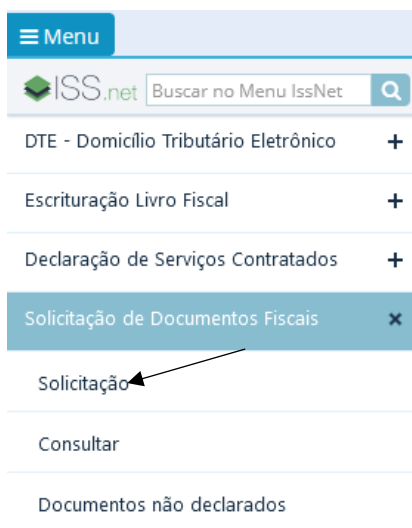 Menu
ISS.net Buscar no Menu IssNet
DTE - Domicílio Tributário Eletrônico +
Escrituração Livro Fiscal +
Declaração de Serviços Contratados +
Solicitação de Documentos Fiscais ×
Solicitação
Consultar
Documentos não declarados